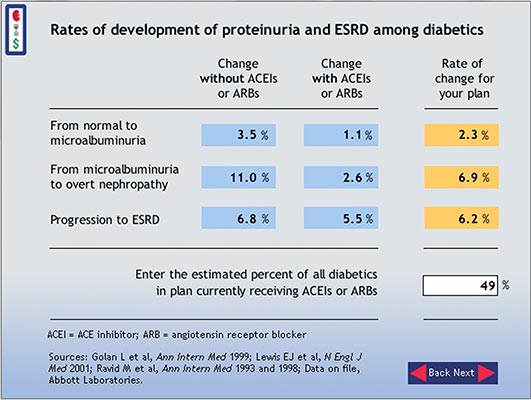 Rates of development of proteinuria and ESRD among diabetics
Change without ACEIs or ARBs
Change with ACEIs or ARBs
Rate of change for your plan
From normal to microalbuminuria 3.5 % 1.1 % 2.3 %
From microalbuminuria to overt nephropathy 11.0 % 2.6 % 6.9 %
Progression to ESRD 6.8 % 5.5 % 6.2 %
Enter the estimated percent of all diabetics
in plan currently receiving ACEIs or ARBs 49 %
ACEI = ACE inhibitor; ARB = angiotensin receptor blocker
Sources: Golan L et al, Ann Intern Med 1999; Lewis EJ et al, N Engl J
Med 2001; Ravid M et al, Ann Intern Med 1993 and 1998; Data on file,
Abbott Laboratories.
Back Next
$